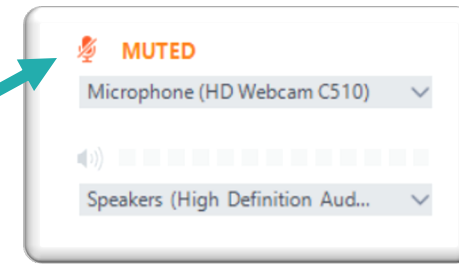 MUTED
Microphone (HD Webcam C510)
Speakers (High Definition Aud...